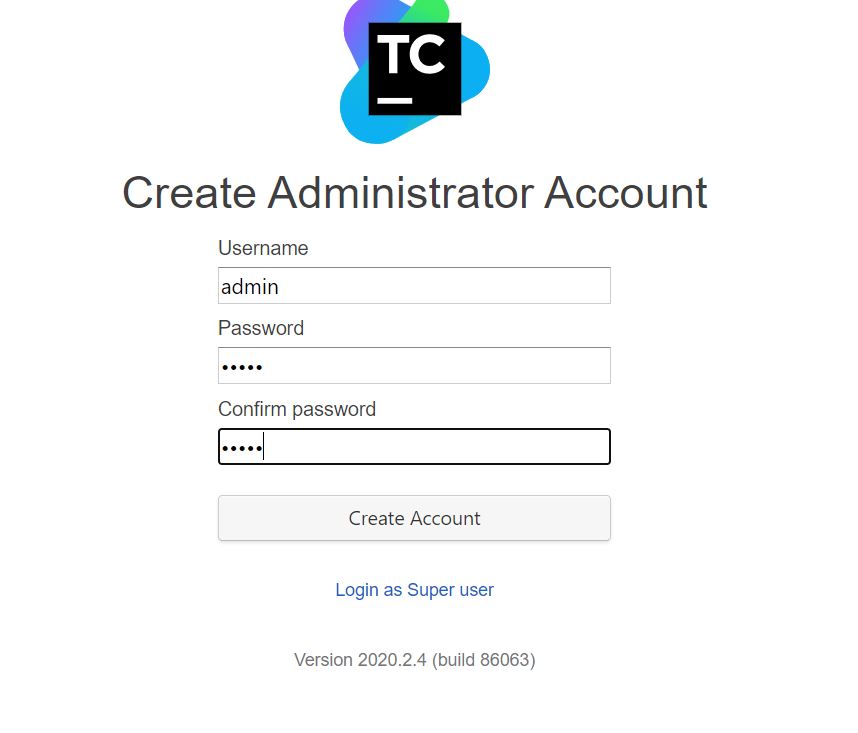 TC
Create Administrator Account
Username
admin
Password
•••••
Confirm password
•••••
Create Account
Login as Super user
Version 2020.2.4 (build 86063)